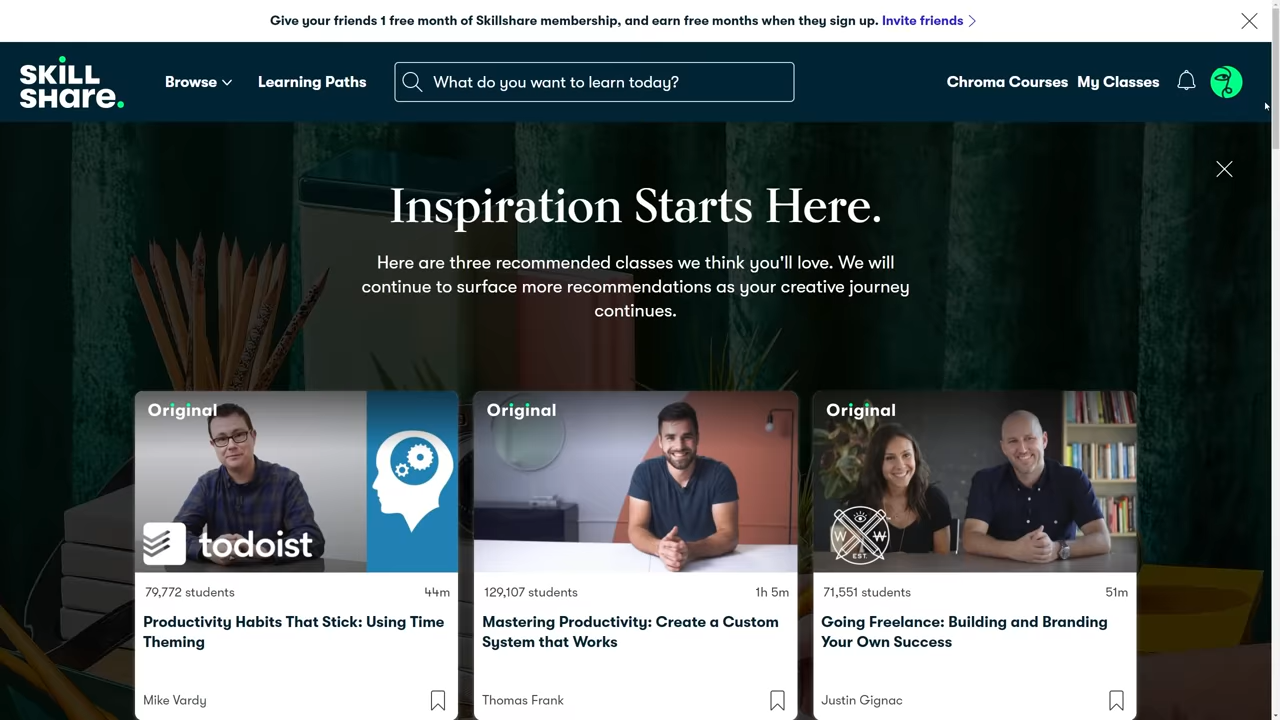 Give your friends 1 free month of Skillshare membership, and earn free months when they sign up. Invite friends
SKILL
SHARE.
Browse
Learning Paths
What do you want to learn today?
Chroma Courses
My Classes
Inspiration Starts Here.
Here are three recommended classes we think you'll love. We will
continue to surface more recommendations as your creative journey
continues.
Original
todoist
79,772 students
44m
Productivity Habits That Stick: Using Time
Theming
Mike Vardy
Original
129,107 students
1h 5m
Mastering Productivity: Create a Custom
System that Works
Thomas Frank
Original
W W
EST.
71,551 students
51m
Going Freelance: Building and Branding
Your Own Success
Justin Gignac